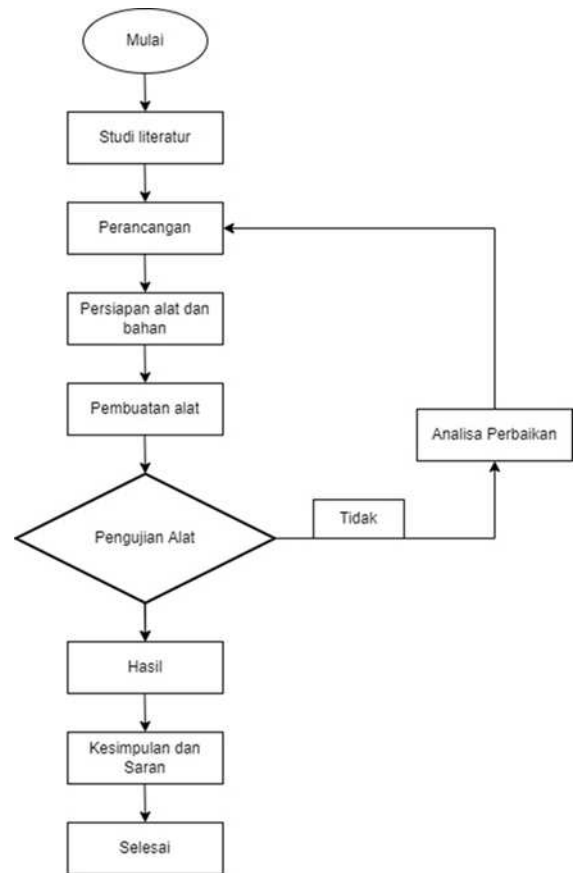 Mulai
Studi literatur
Perancangan
Persiapan alat dan
bahan
Pembuatan alat
Analisa Perbaikan
Tidak
Pengujian Alat
Hasil
Kesimpulan dan
Saran
Selesai